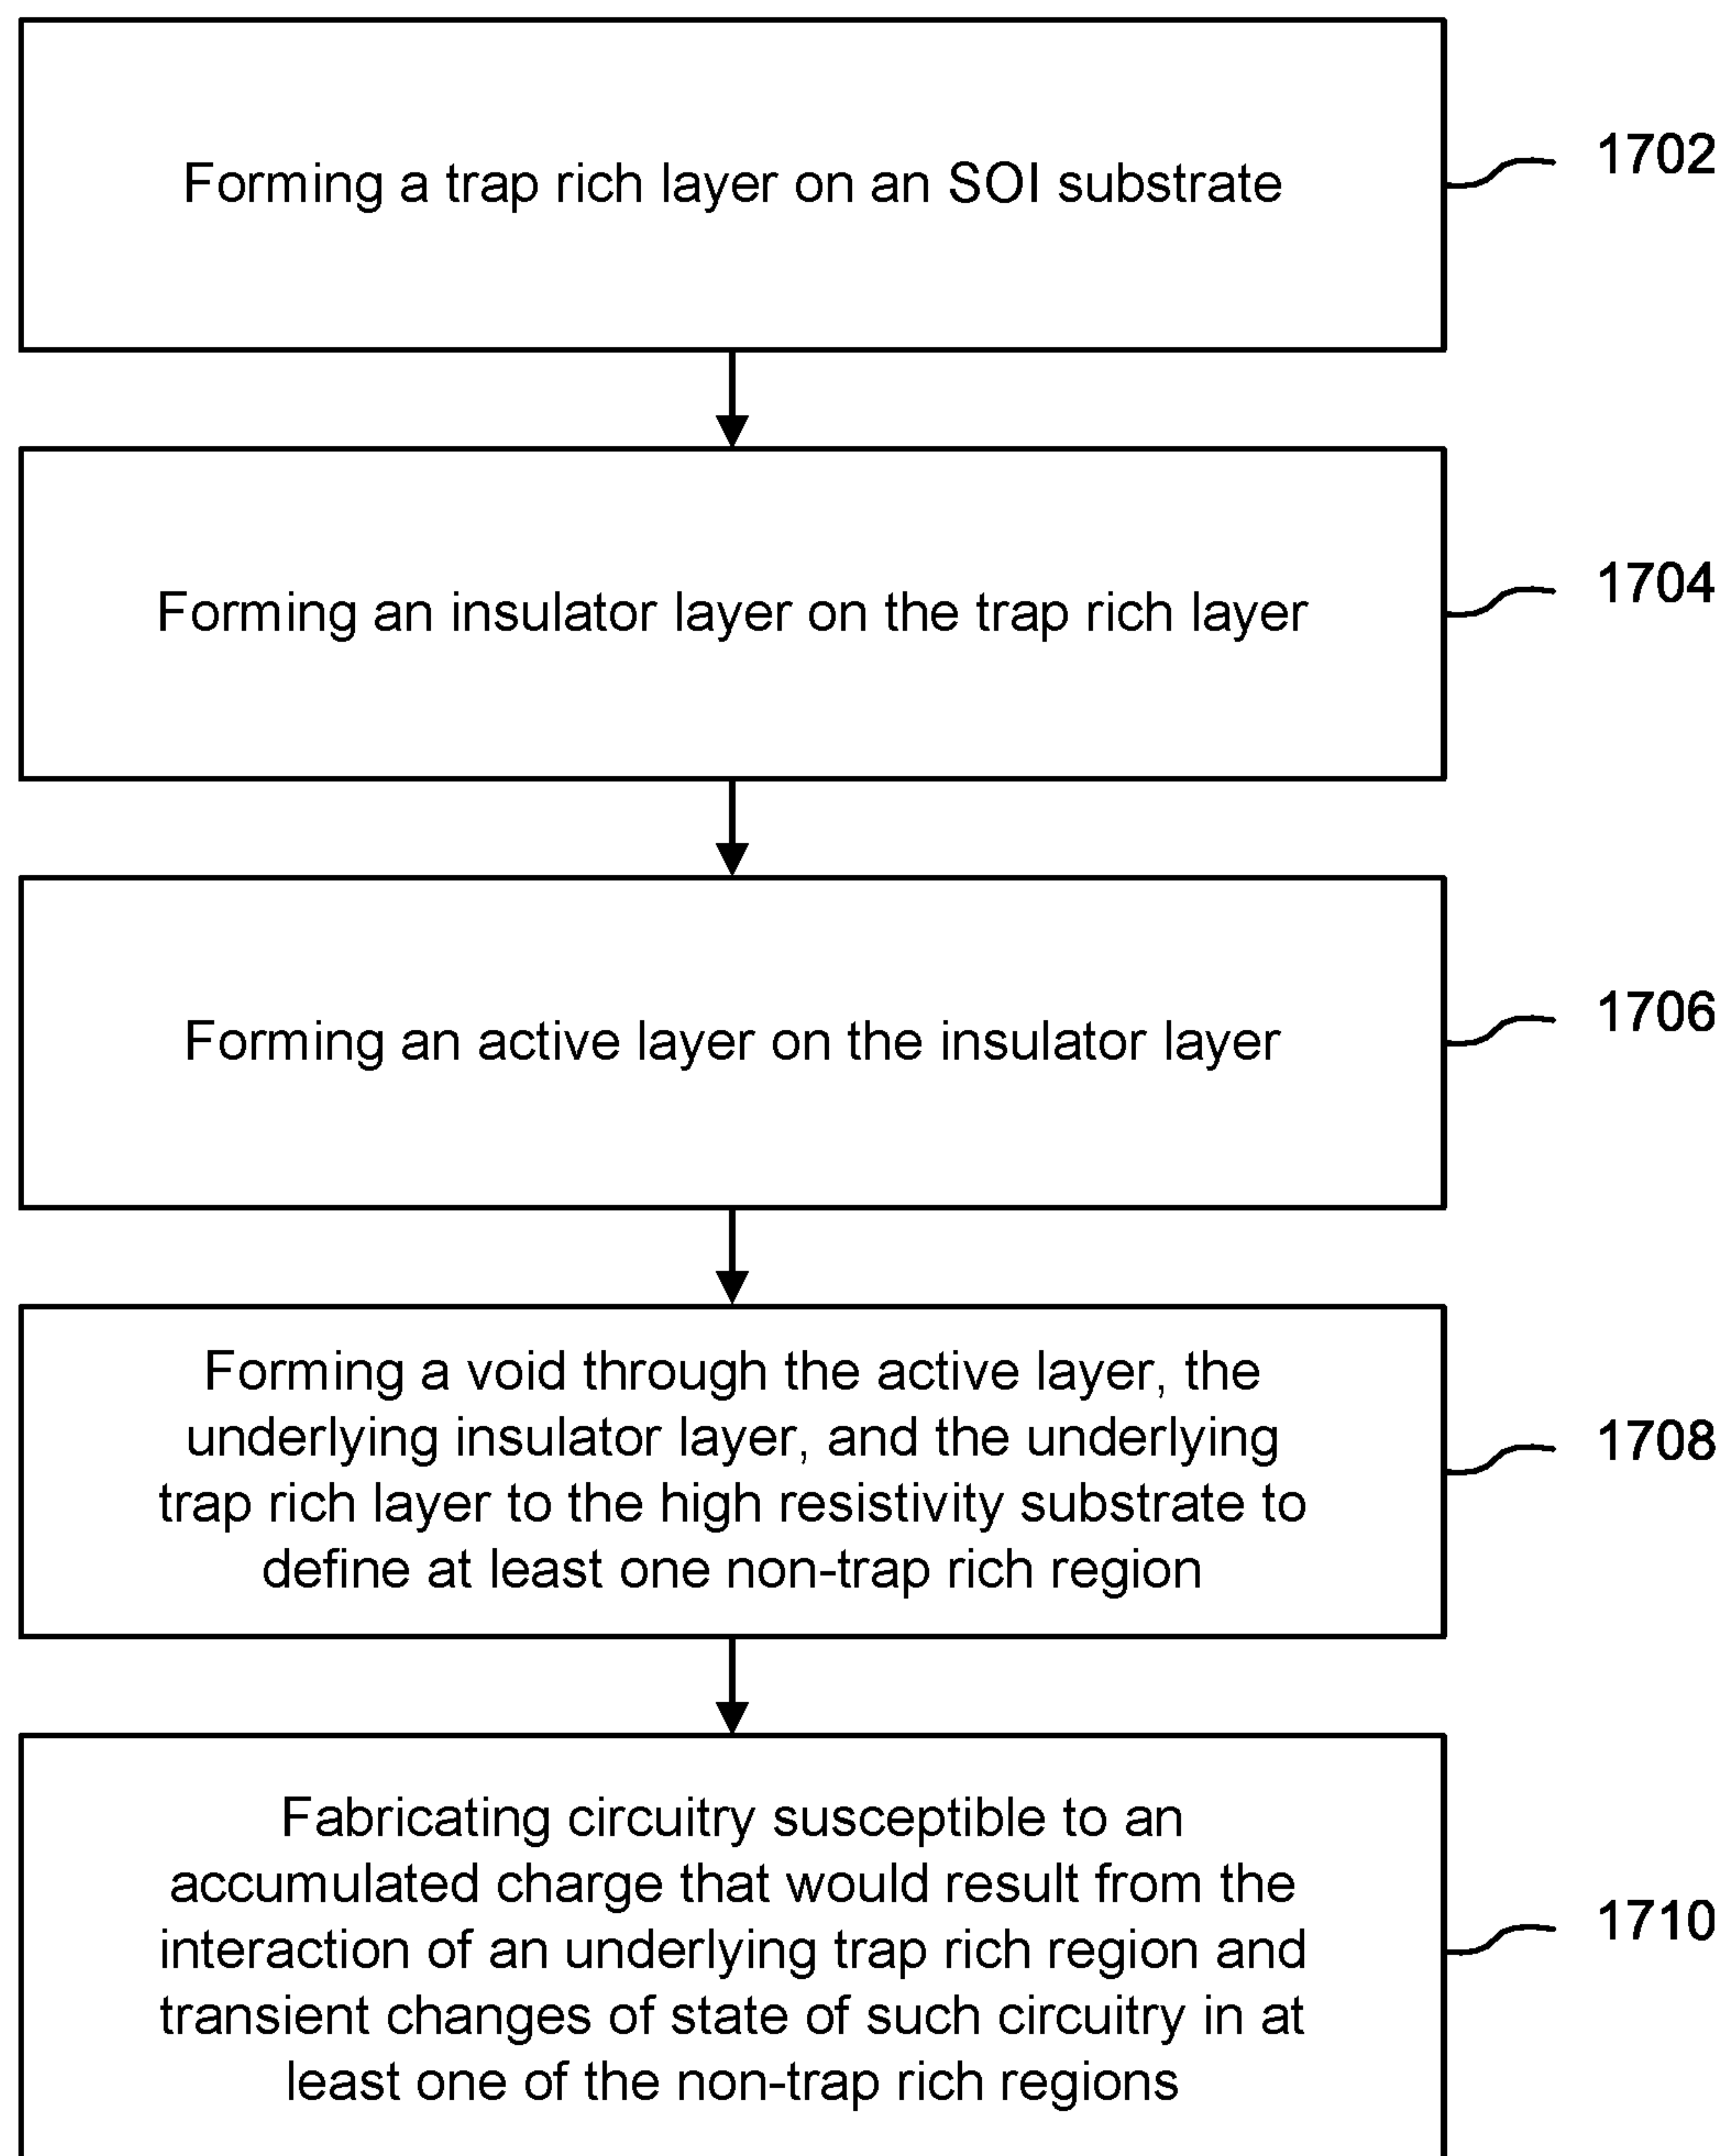 Forming a trap rich layer on an SOI substrate
1702
Forming an insulator layer on the trap rich layer
1704
Forming an active layer on the insulator layer
1706
Forming a void through the active layer, the
underlying insulator layer, and the underlying
trap rich layer to the high resistivity substrate to
define at least one non-trap rich region
1708
Fabricating circuitry susceptible to an
accumulated charge that would result from the
interaction of an underlying trap rich region and
transient changes of state of such circuitry in at
least one of the non-trap rich regions
1710